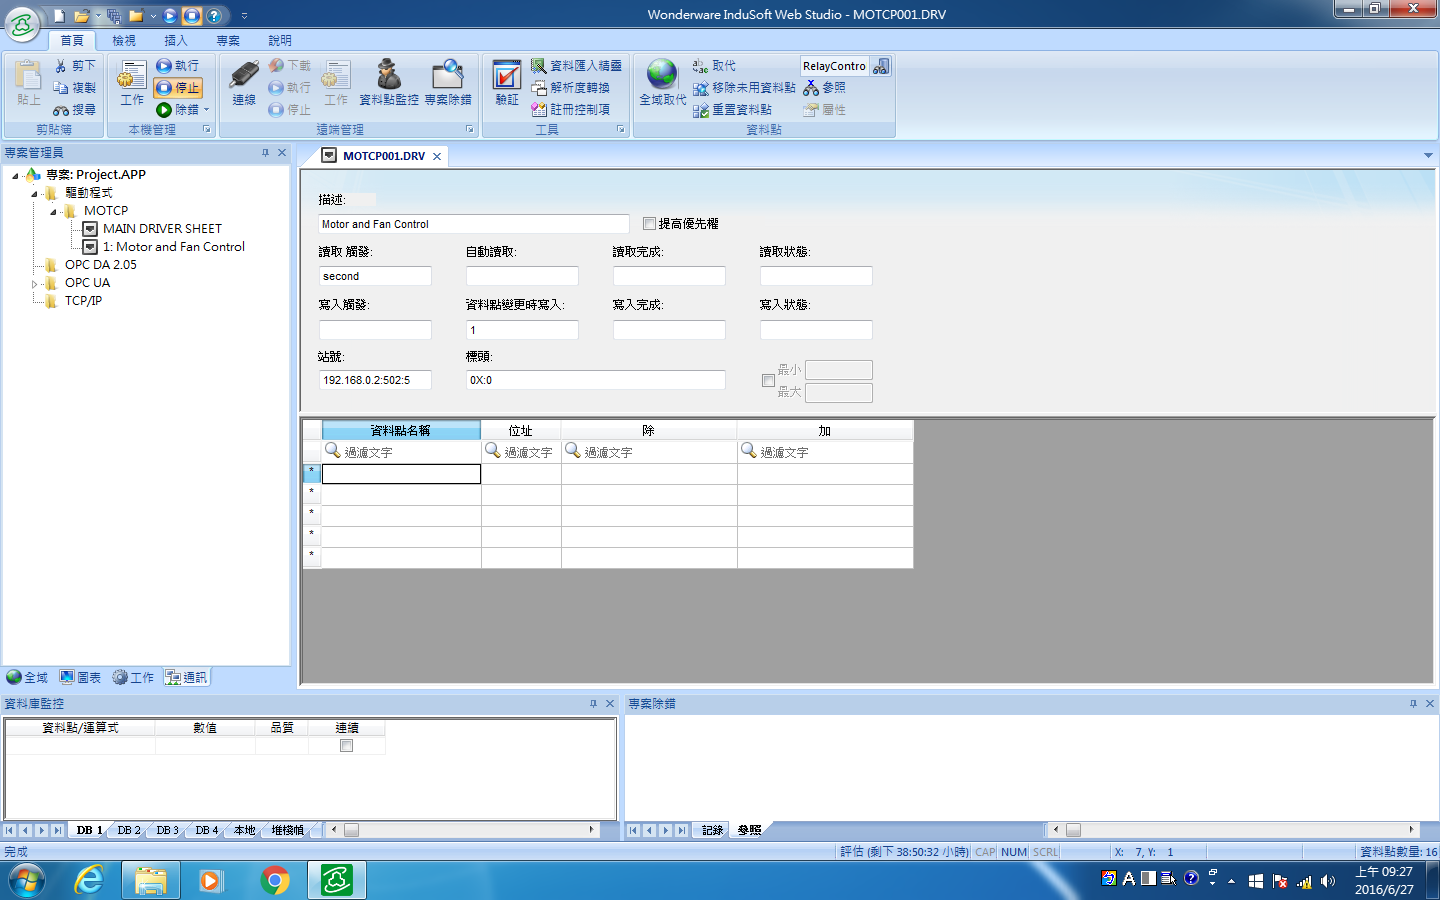 Wonderware InduSoft Web Studio - MOTCP001.DRV
首頁 檢視 插入 專案 說明
貼上 剪下 複製 搜尋 剪貼簿
工作 執行 停止 除錯 本機管理
連線 下載 執行 停止 工作 資料點監控 專案除錯 遠端管理
驗証 資料匯入精靈 解析度轉換 註冊控制項 工具
全域取代 取代 移除未用資料點 重置資料點 RelayContro 參照 屬性 資料點
專案管理員
專案: Project.APP
驅動程式
MOTCP
MAIN DRIVER SHEET
1: Motor and Fan Control
OPC DA 2.05
OPC UA
TCP/IP
全域 圖表 工作 通訊
MOTCP001.DRV
描述:
Motor and Fan Control 提高優先權
讀取 觸發: 自動讀取: 讀取完成: 讀取狀態:
second
寫入觸發: 資料點變更時寫入: 寫入完成: 寫入狀態:
1
站號: 標頭:
192.168.0.2:502:5 0X:0
最小
最大
資料點名稱 位址 除 加
過濾文字 過濾文字 過濾文字 過濾文字
*
*
*
*
*
資料庫監控
資料點/運算式 數值 品質 連續
DB 1 DB 2 DB 3 DB 4 本地 堆棧幀
專案除錯
記錄 參照
完成 評估 (剩下 38:50:32 小時) CAP NUM SCRL X: 7, Y: 1 資料點數量: 16
A
上午 09:27
2016/6/27